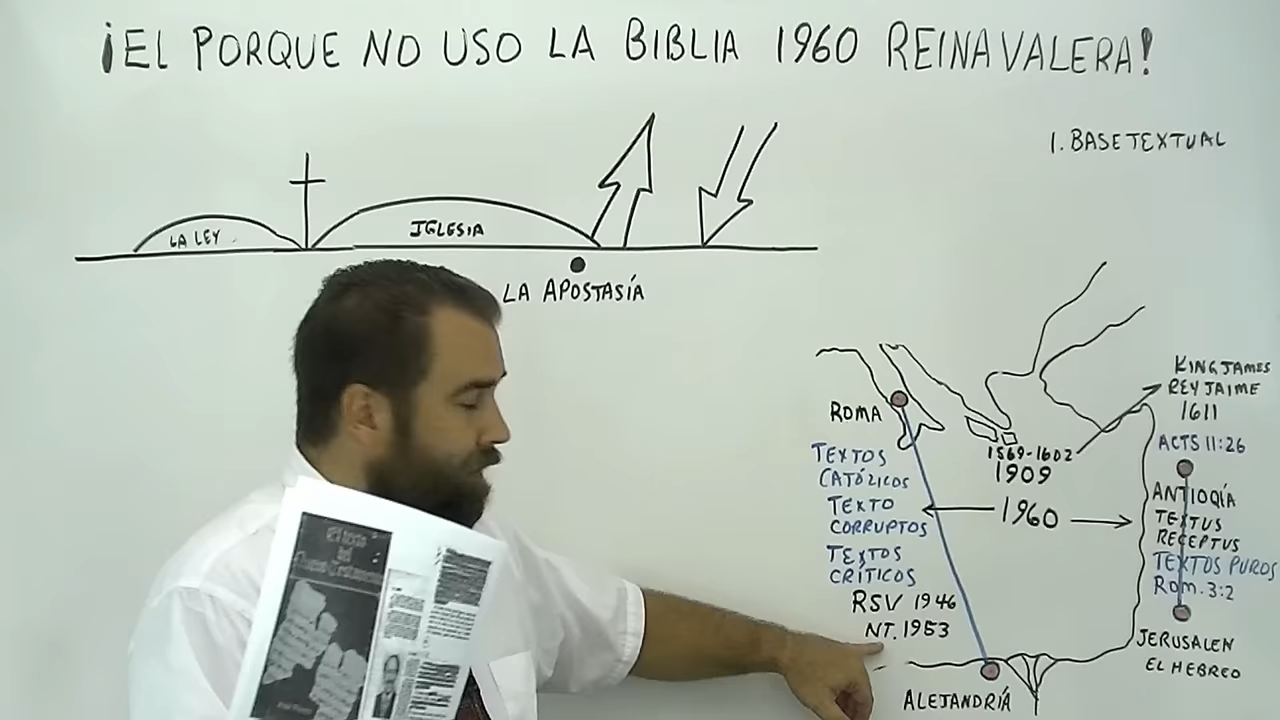 ¡EL PORQUE NO USO LA BIBLIA 1960 REINA VALERA!
1. BASE TEXTUAL
LA LEY
IGLESIA
LA APOSTASÍA
ROMA
TEXTOS
CATÓLICOS
TEXTO
CORRUPTOS
TEXTOS
CRÍTICOS
RSV 1946
NT. 1953
ALEJANDRÍA
1569-1602
1909
1960
KING JAMES
REY JAIME
1611
ACTS 11:26
ANTIOQÍA
TEXTUS
RECEPTUS
TEXTOS PUROS
Rom. 3:2
JERUSALEN
EL HEBREO